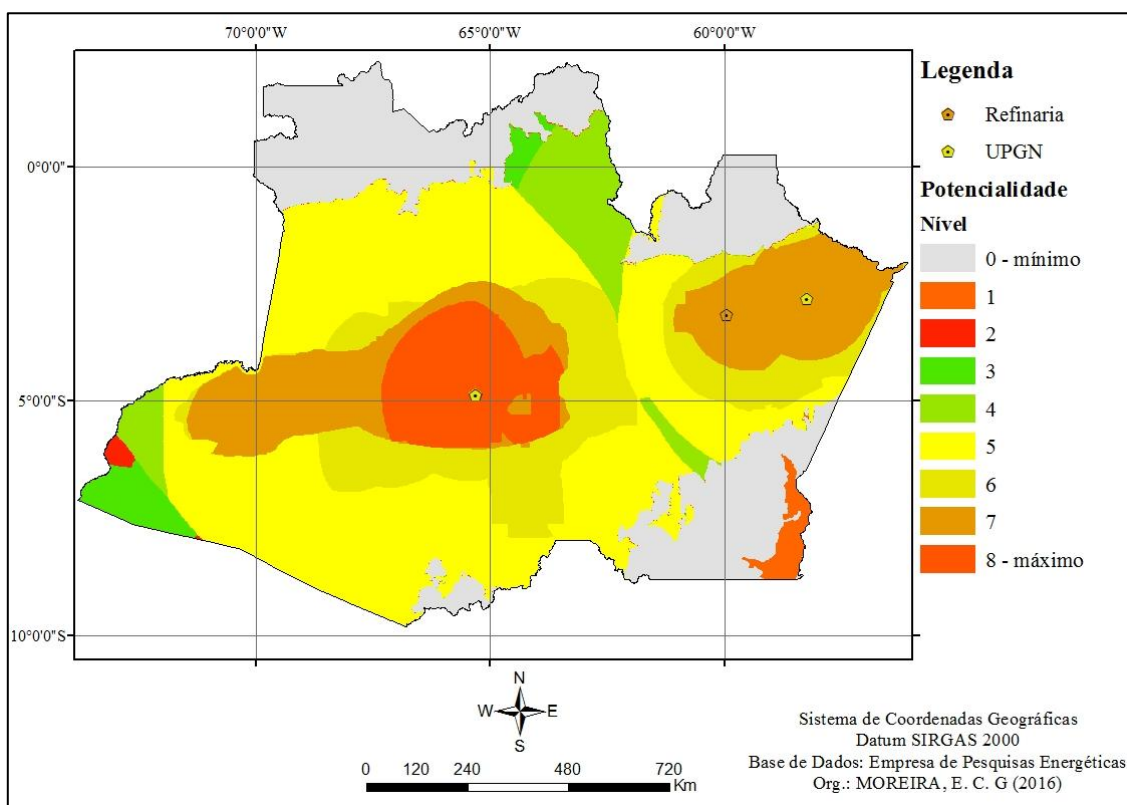 70°0'0"W 65°0'0"W 60°0'0"W
0°0'0"
5°0'0"S
10°0'0"S
Legenda
Refinaria
UPGN
Potencialidade
Nível
0 - mínimo
1
2
3
4
5
6
7
8 - máximo
N
W E
S
0 120 240 480 720
Km
Sistema de Coordenadas Geográficas
Datum SIRGAS 2000
Base de Dados: Empresa de Pesquisas Energéticas
Org.: MOREIRA, E. C. G (2016)